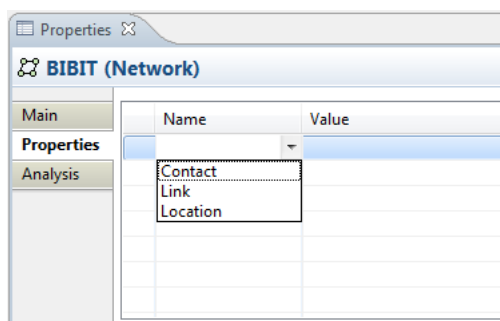 Properties
BIBIT (Network)
Main
Name Value
Properties
Analysis
Contact
Link
Location